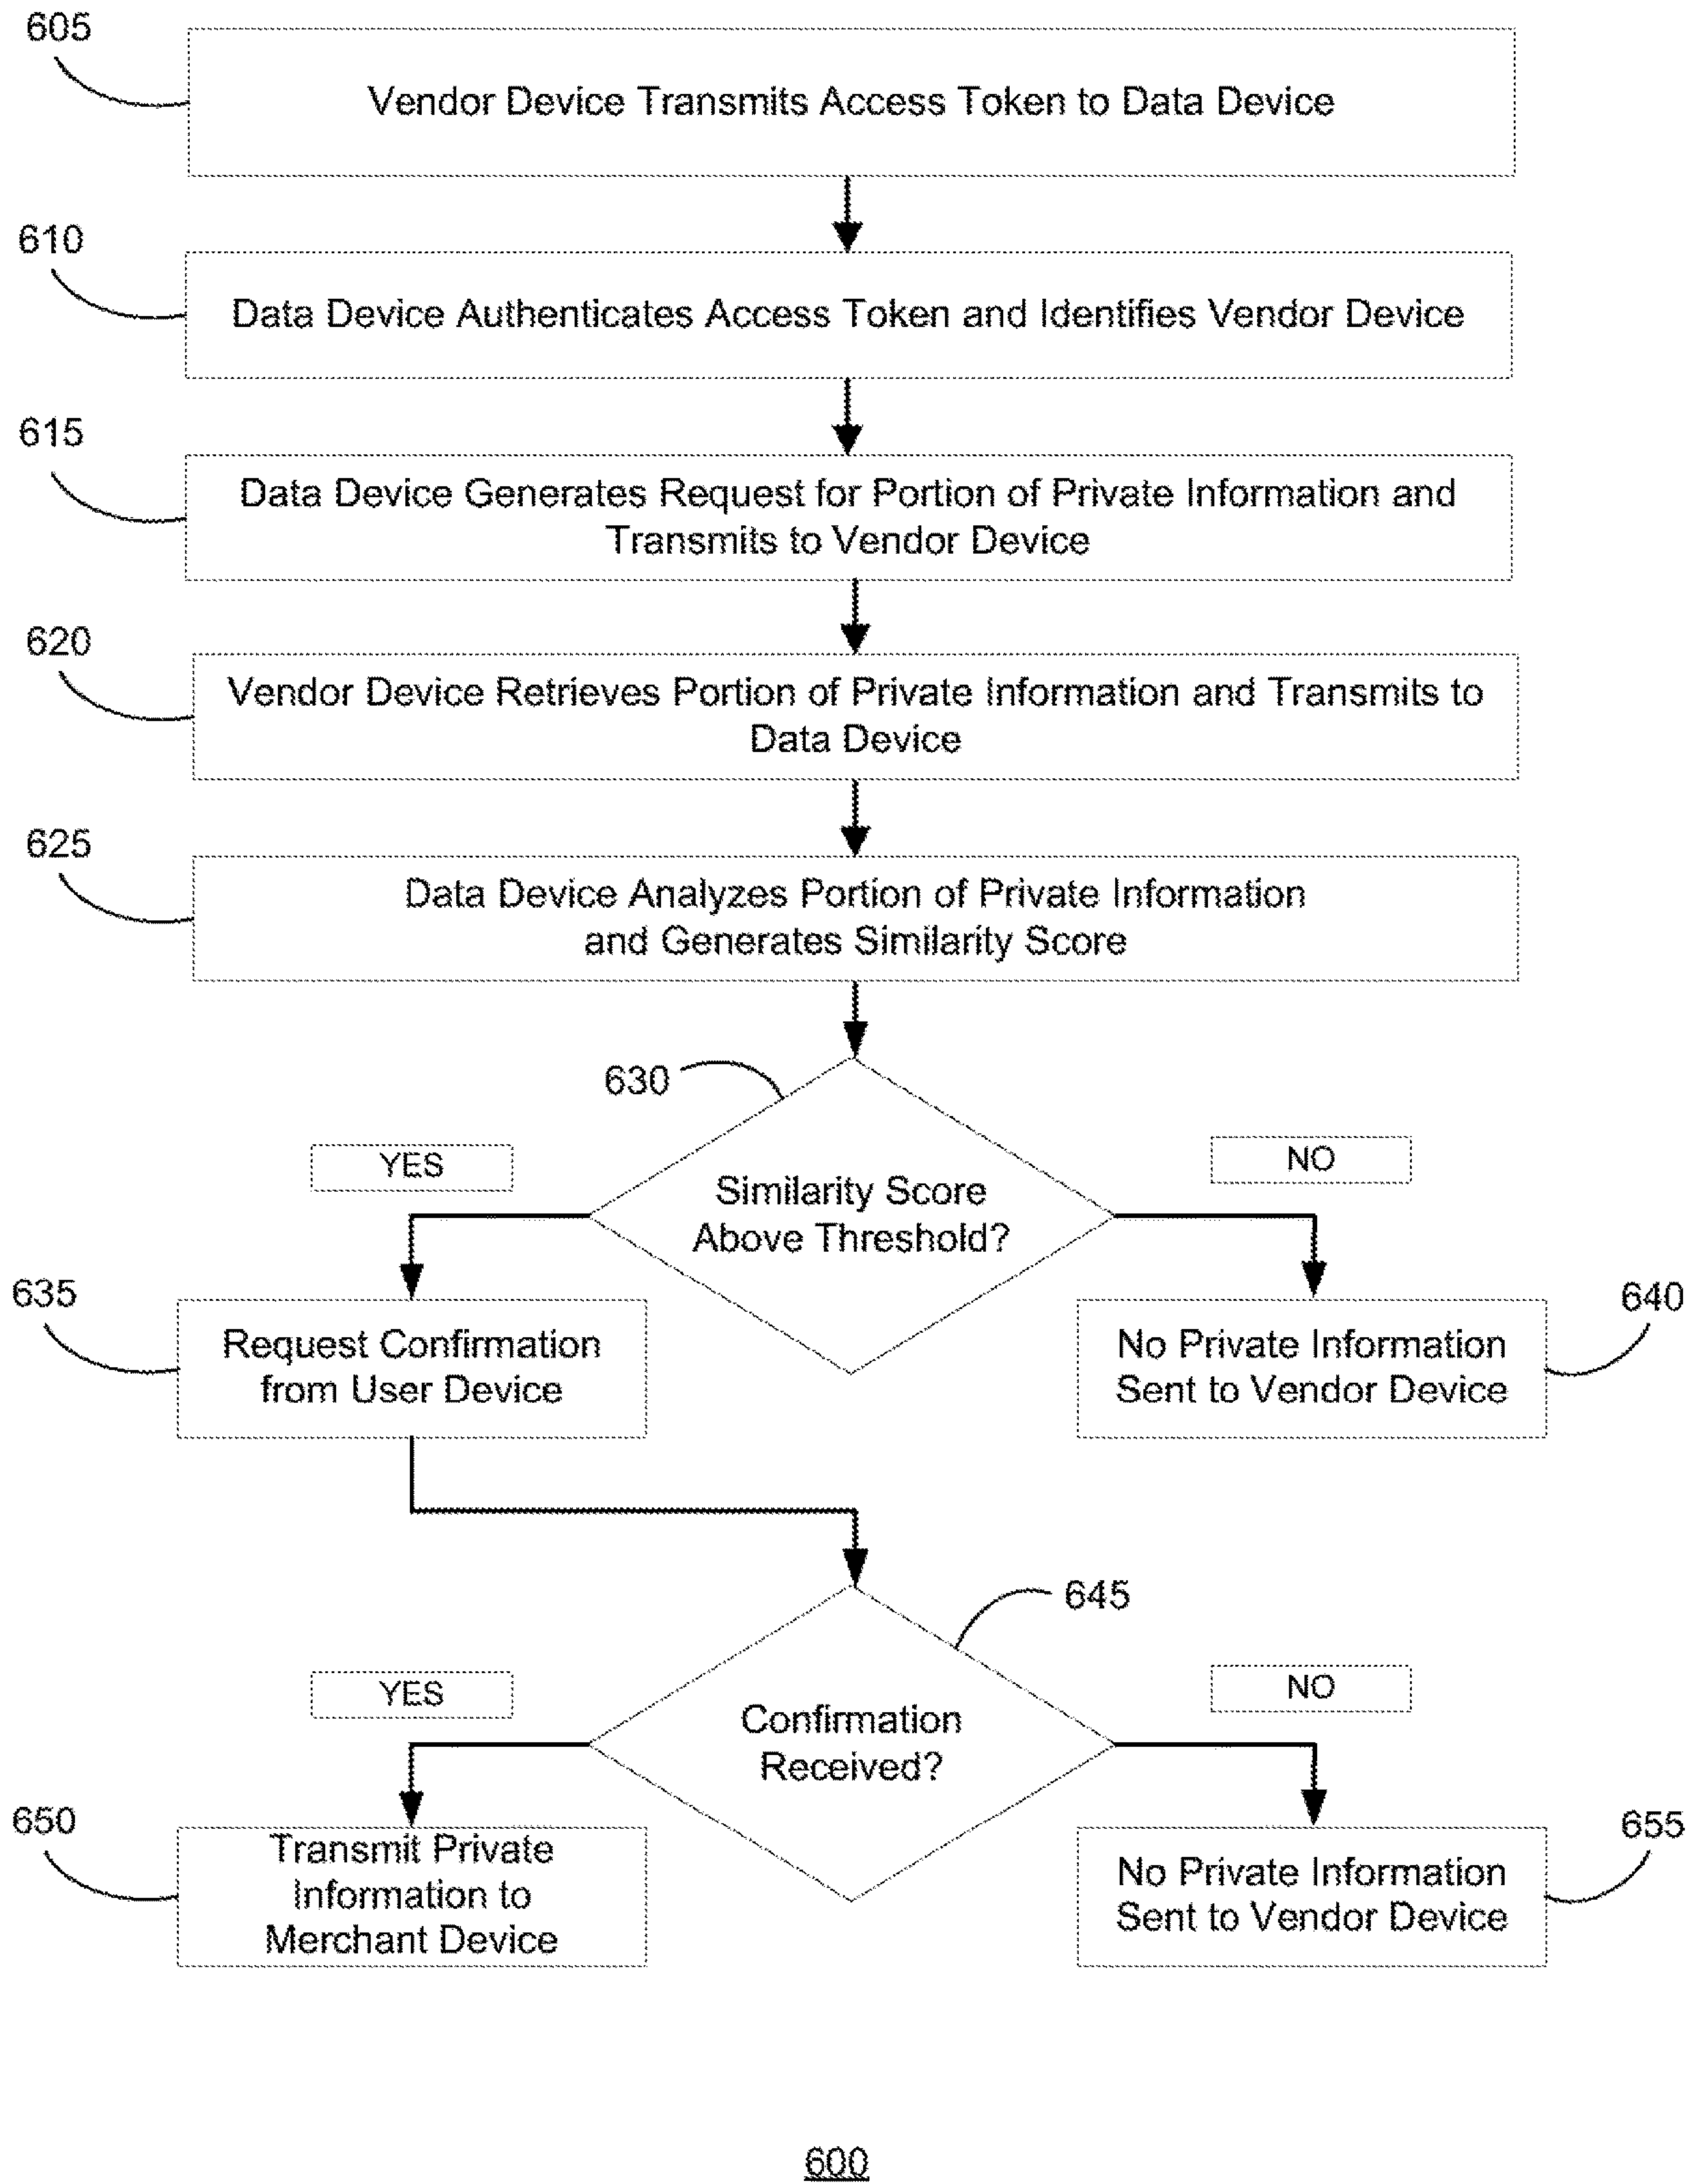 605
Vendor Device Transmits Access Token to Data Device
610
Data Device Authenticates Access Token and Identifies Vendor Device
615
Data Device Generates Request for Portion of Private Information and
Transmits to Vendor Device
620
Vendor Device Retrieves Portion of Private Information and Transmits to
Data Device
625
Data Device Analyzes Portion of Private Information
and Generates Similarity Score
630
YES
NO
Similarity Score
Above Threshold?
635
Request Confirmation
from User Device
640
No Private Information
Sent to Vendor Device
645
YES
NO
Confirmation
Received?
650
Transmit Private
Information to
Merchant Device
655
No Private Information
Sent to Vendor Device
600